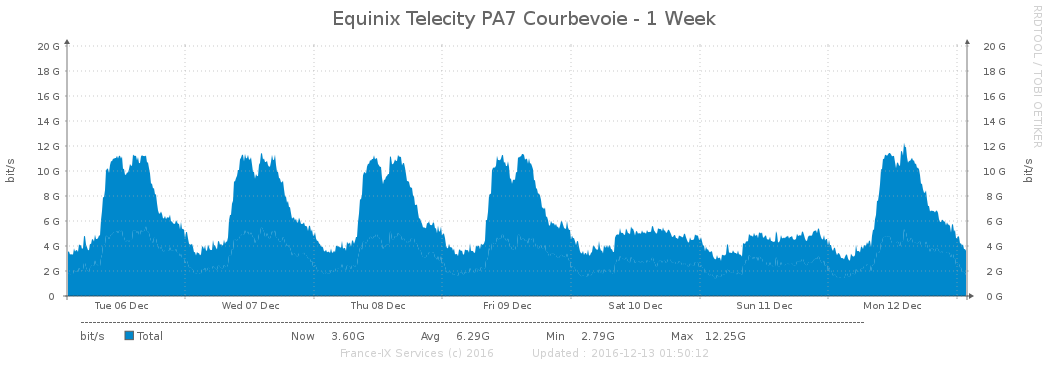 Equinix Telecity PA7 Courbevoie - 1 Week
RRDTOOL / TOBI OETIKER
bit/s
20 G 20 G
18 G 18 G
16 G 16 G
14 G 14 G
12 G 12 G
10 G 10 G
8 G 8 G
6 G 6 G
4 G 4 G
2 G 2 G
0 0 G
bit/s
Tue 06 Dec Wed 07 Dec Thu 08 Dec Fri 09 Dec Sat 10 Dec Sun 11 Dec Mon 12 Dec
bit/s Total Now 3.60G Avg 6.29G Min 2.79G Max 12.25G
France-IX Services (c) 2016 Updated : 2016-12-13 01:50:12